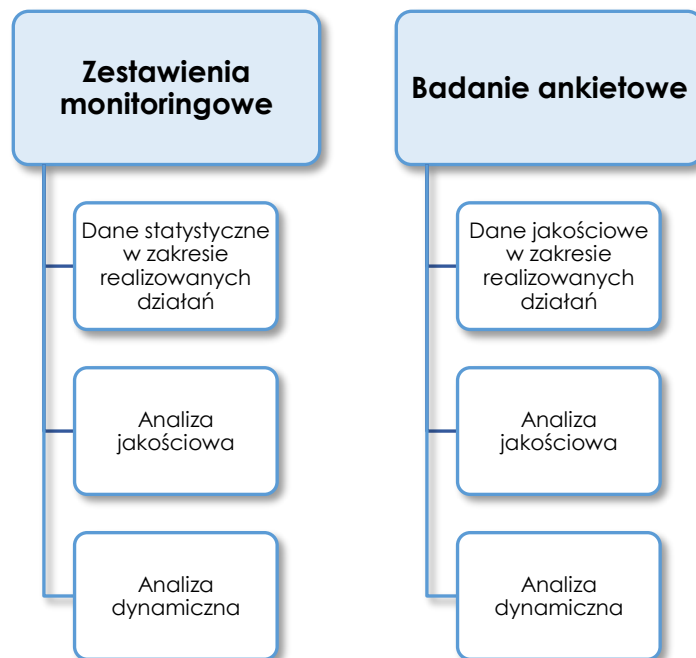 Zestawienia
monitoringowe
Dane statystyczne
w zakresie
realizowanych
działań
Analiza
jakościowa
Analiza
dynamiczna
Badanie ankietowe
Dane jakościowe
w zakresie
realizowanych
działań
Analiza
jakościowa
Analiza
dynamiczna